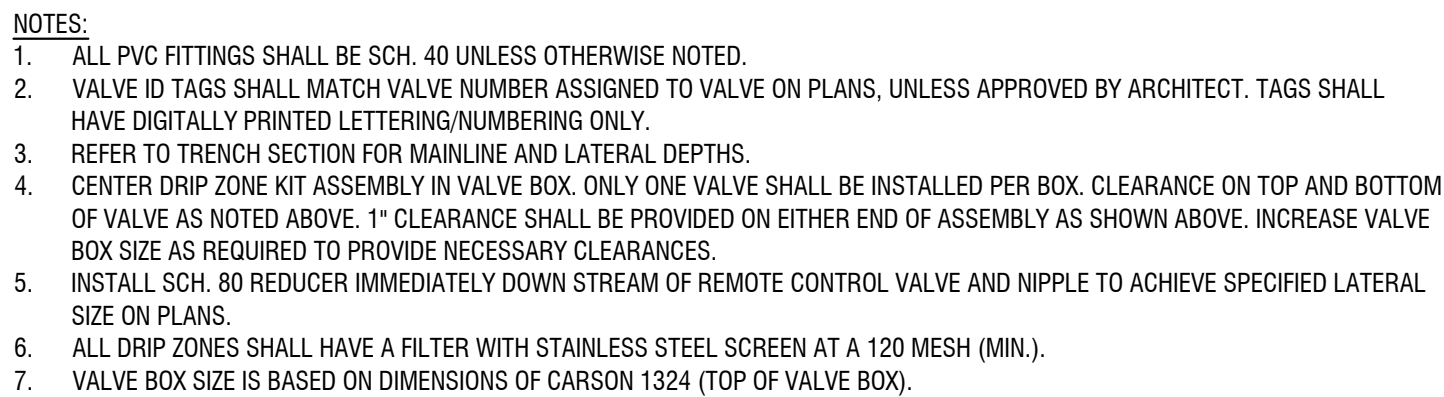 NOTES:
1. ALL PVC FITTINGS SHALL BE SCH. 40 UNLESS OTHERWISE NOTED.
2. VALVE ID TAGS SHALL MATCH VALVE NUMBER ASSIGNED TO VALVE ON PLANS, UNLESS APPROVED BY ARCHITECT. TAGS SHALL
HAVE DIGITALLY PRINTED LETTERING/NUMBERING ONLY.
3. REFER TO TRENCH SECTION FOR MAINLINE AND LATERAL DEPTHS.
4. CENTER DRIP ZONE KIT ASSEMBLY IN VALVE BOX. ONLY ONE VALVE SHALL BE INSTALLED PER BOX. CLEARANCE ON TOP AND BOTTOM
OF VALVE AS NOTED ABOVE. 1" CLEARANCE SHALL BE PROVIDED ON EITHER END OF ASSEMBLY AS SHOWN ABOVE. INCREASE VALVE
BOX SIZE AS REQUIRED TO PROVIDE NECESSARY CLEARANCES.
5. INSTALL SCH. 80 REDUCER IMMEDIATELY DOWN STREAM OF REMOTE CONTROL VALVE AND NIPPLE TO ACHIEVE SPECIFIED LATERAL
SIZE ON PLANS.
6. ALL DRIP ZONES SHALL HAVE A FILTER WITH STAINLESS STEEL SCREEN AT A 120 MESH (MIN.).
7. VALVE BOX SIZE IS BASED ON DIMENSIONS OF CARSON 1324 (TOP OF VALVE BOX).